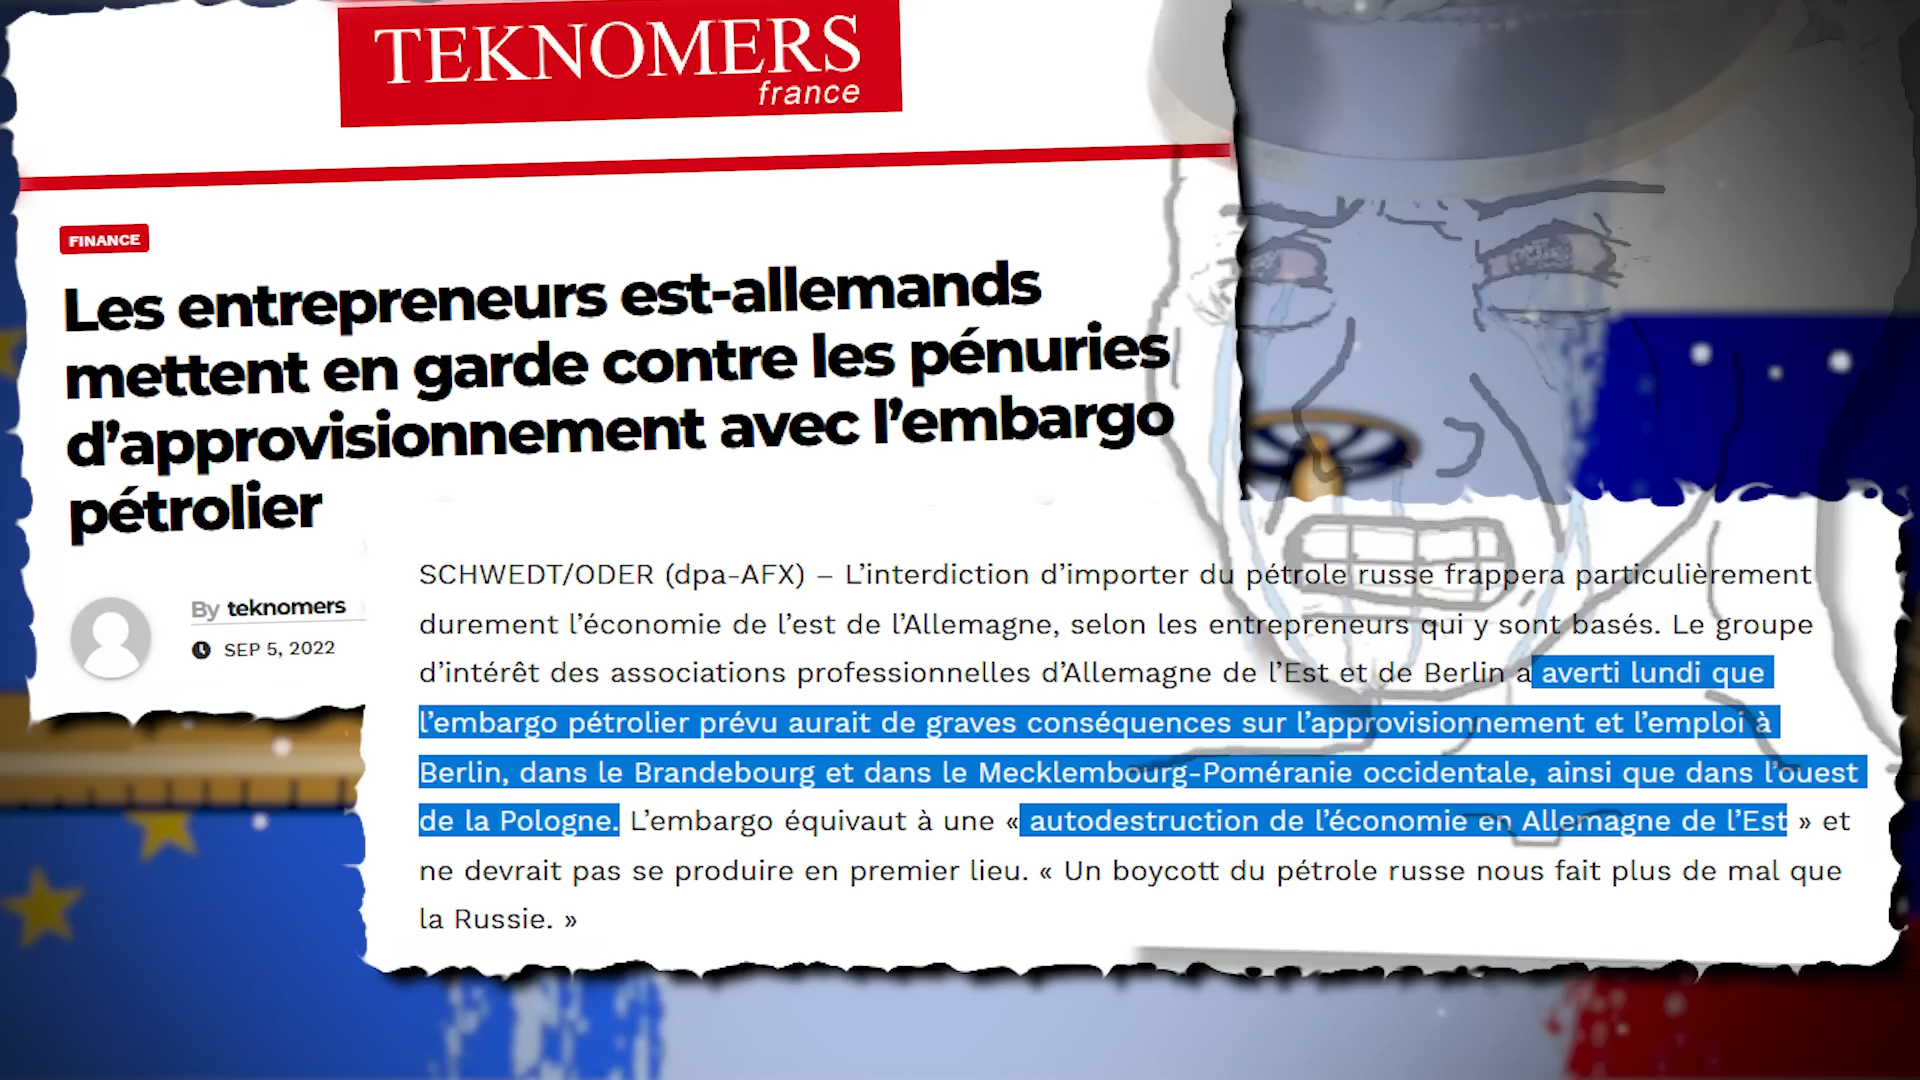 TEKNOMERS
france
FINANCE
Les entrepreneurs est-allemands
mettent en garde contre les pénuries
d’approvisionnement avec l’embargo
pétrolier
By teknomers
SEP 5, 2022
SCHWEDT/ODER (dpa-AFX) – L’interdiction d’importer du pétrole russe frappera particulièrement
durement l’économie de l’est de l’Allemagne, selon les entrepreneurs qui y sont basés. Le groupe
d’intérêt des associations professionnelles d’Allemagne de l’Est et de Berlin a averti lundi que
l’embargo pétrolier prévu aurait de graves conséquences sur l’approvisionnement et l’emploi à
Berlin, dans le Brandebourg et dans le Mecklembourg-Poméranie occidentale, ainsi que dans l’ouest
de la Pologne. L’embargo équivaut à une « autodestruction de l’économie en Allemagne de l’Est » et
ne devrait pas se produire en premier lieu. « Un boycott du pétrole russe nous fait plus de mal que
la Russie. »